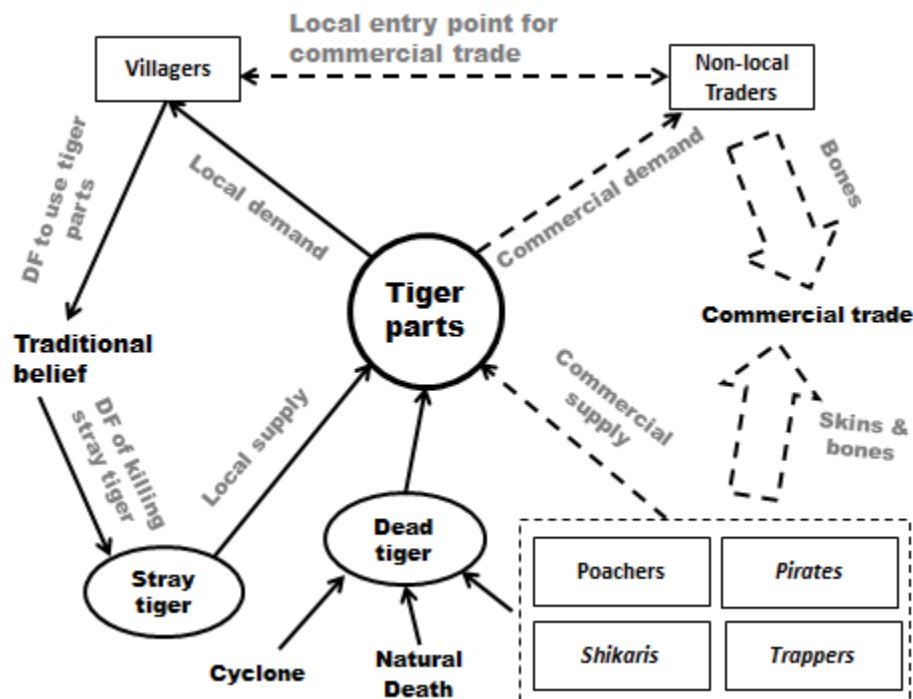 Local entry point for
commercial trade
Villagers
Non-local
Traders
DF to use tiger
parts
Local demand
Commercial demand
Bones
Tiger
parts
Commercial trade
Traditional
belief
DF of killing
stray tiger
Local supply
Commercial
supply
Skins &
bones
Dead
tiger
Stray
tiger
Poachers
Pirates
Shikaris
Trappers
Cyclone
Natural
Death